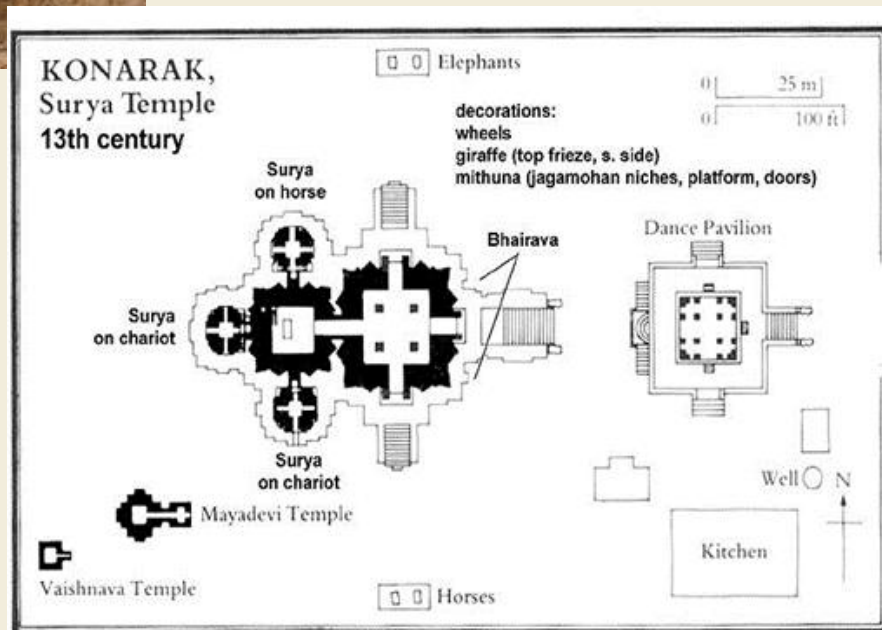 KONARAK,
Surya Temple
13th century
Elephants
0 25 m
0 100 ft
decorations:
wheels
giraffe (top frieze, s. side)
mithuna (jagamohan niches, platform, doors)
Surya
on horse
Bhairava
Dance Pavilion
Surya
on chariot
Surya
on chariot
Well
N
Mayadevi Temple
Kitchen
Vaishnava Temple
Horses